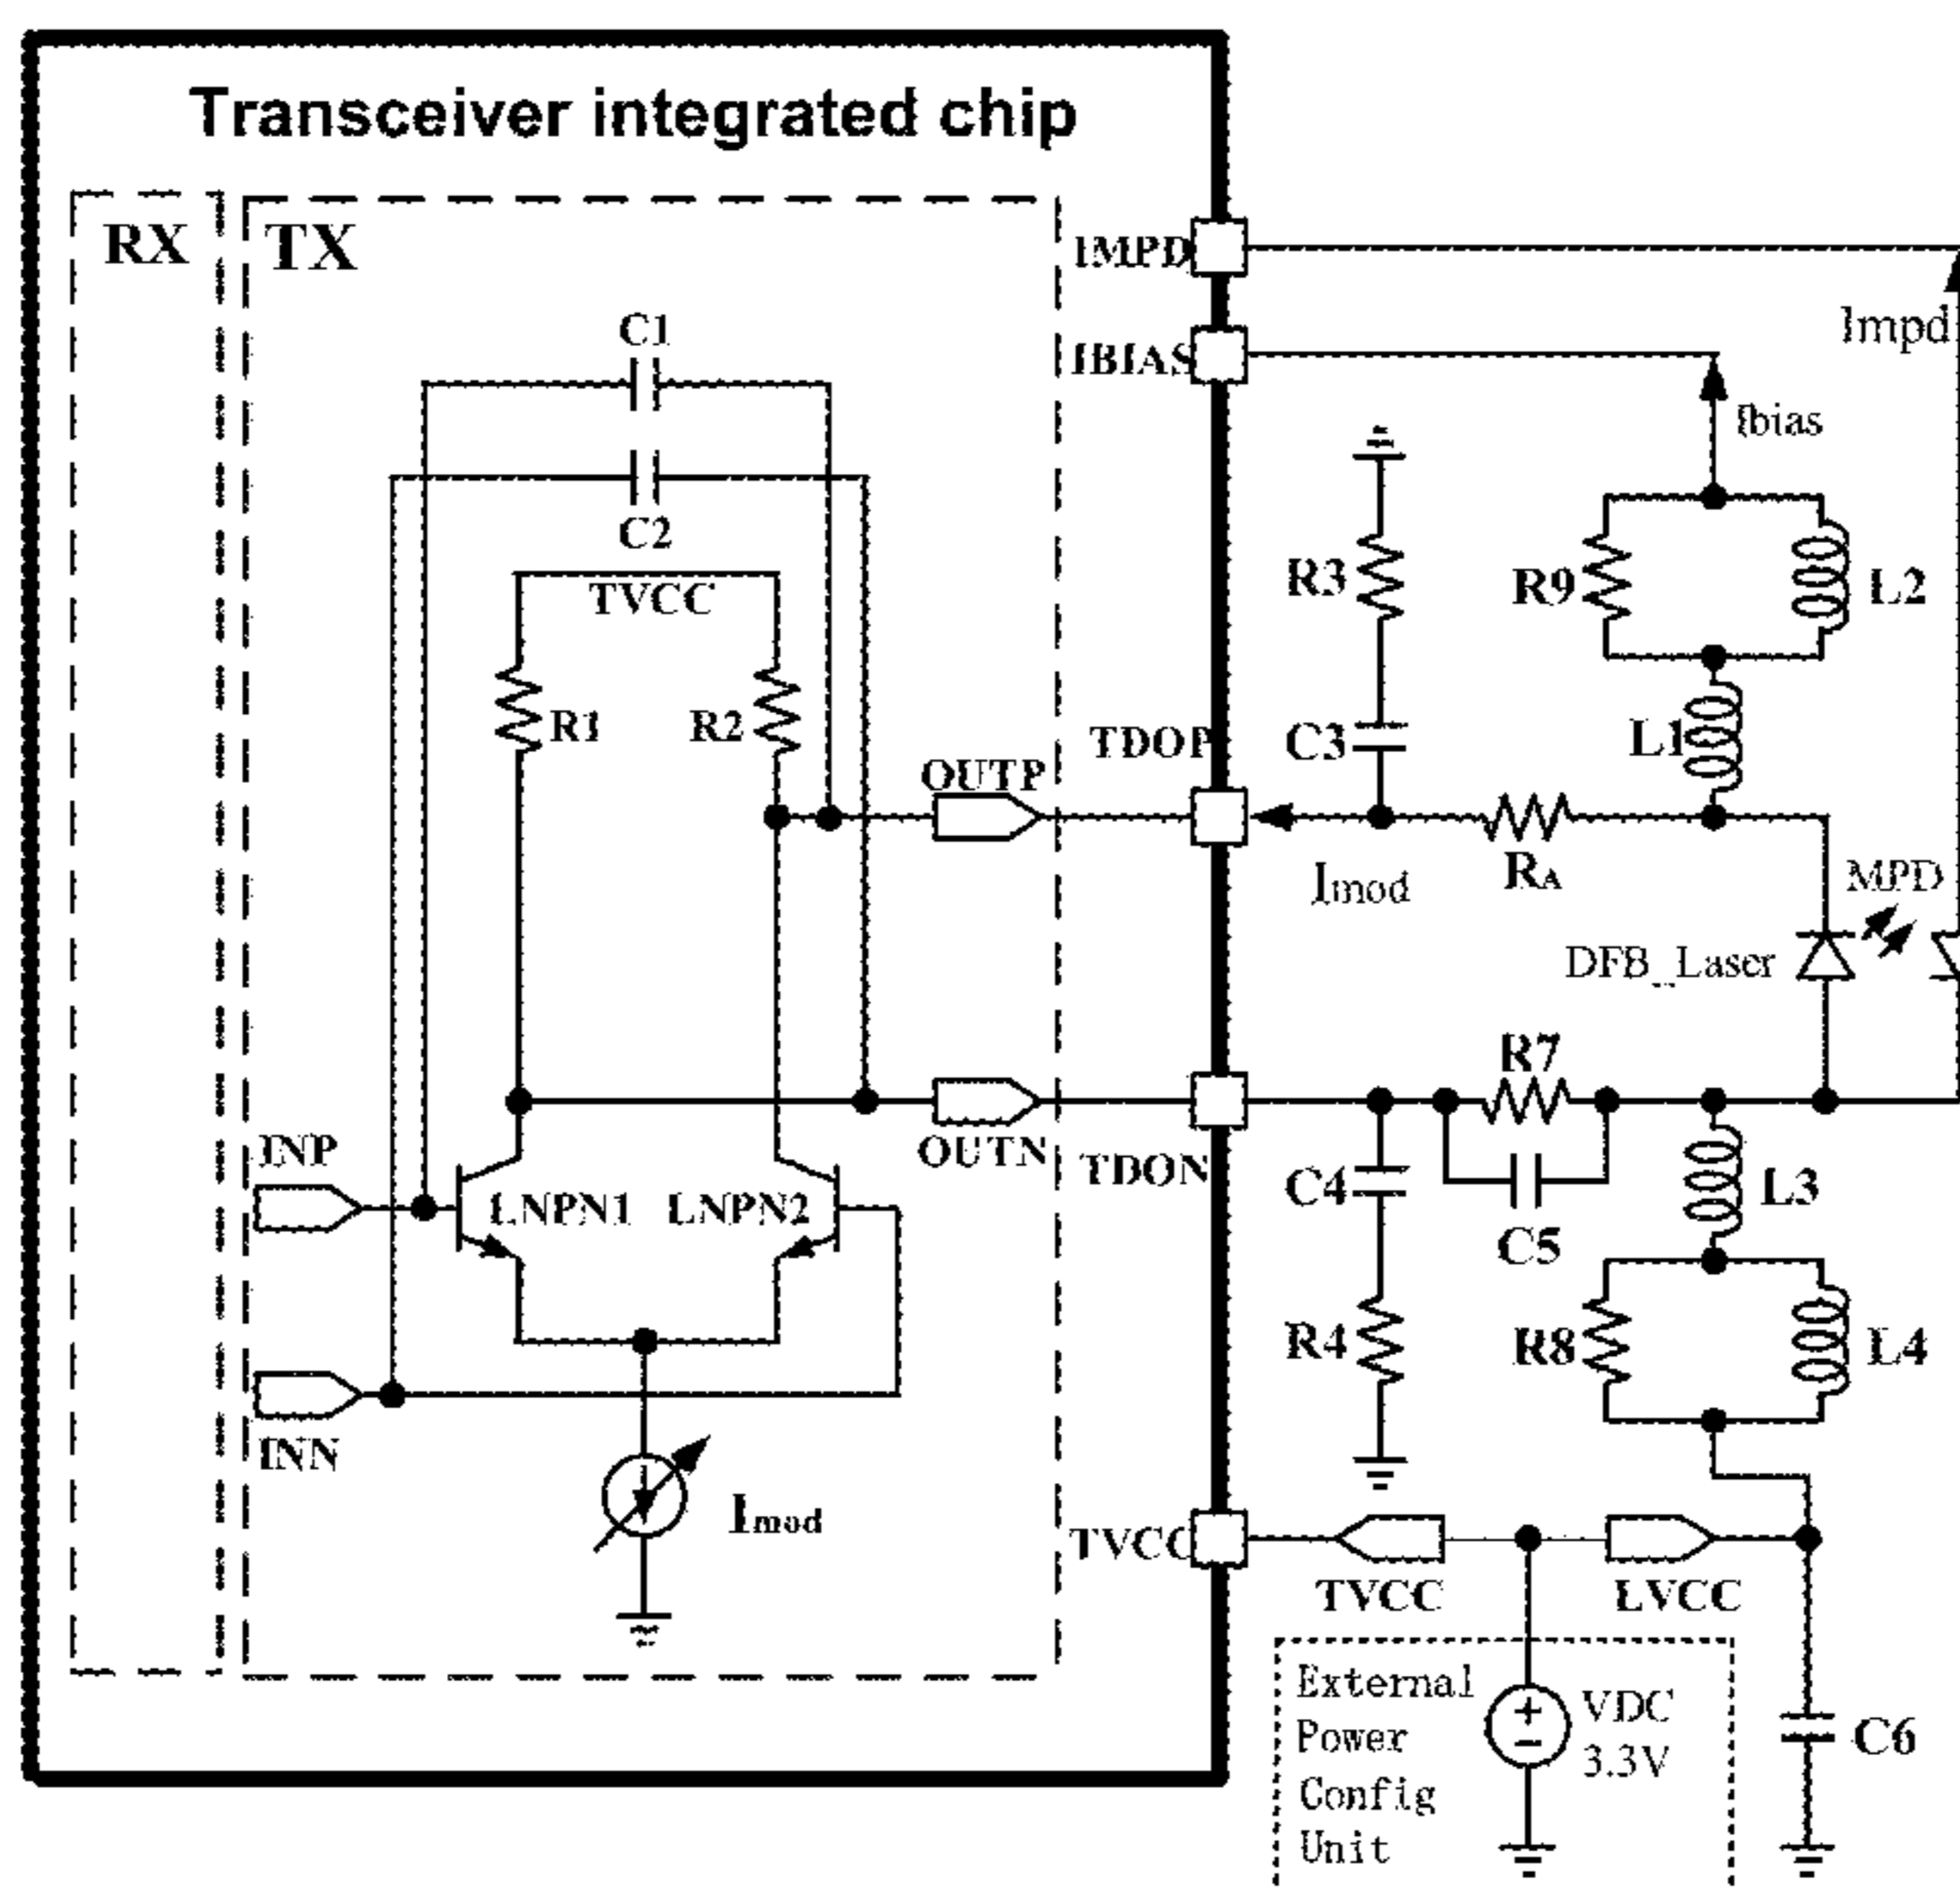 Transceiver integrated chip
RX
TX
IMPD
Impd
IBIAS
Ibias
C1
C2
TVCC
R1
R2
R3
R9
L2
C3
L1
TDOP
OUTP
Imod
RA
MPD
DFB_Laser
R7
OUTN
TDON
INP
LNPN1
LNPN2
C4
C5
L3
R4
R8
L4
INN
Imod
TVCC
TVCC
LVCC
External
Power
Config
Unit
VDC
3.3V
C6